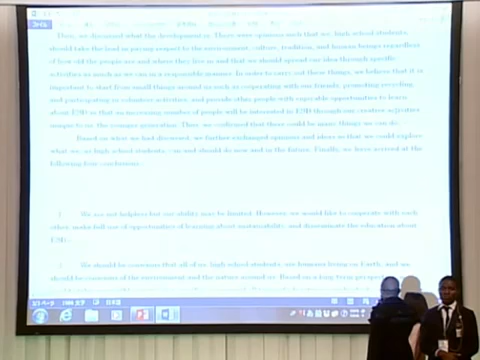 Then, we discussed what the development is. There were opinions such that we, high school students,
should take the lead in paying respect to the environment, culture, tradition, and human beings regardless
of how old the people are and where they live in and that we should spread our idea through specific
activities as much as we can in a responsible manner. In order to carry out these things, we believe that it is
important to start from small things around us such as cooperating with our friends, promoting recycling,
and participating in volunteer activities, and provide other people with enjoyable opportunities to learn
about ESD so that an increasing number of people will be interested in ESD through our creative activities
unique to us, the younger generation. Then, we confirmed that there could be many things we can do.
Based on what we had discussed, we further exchanged opinions and ideas so that we could explore
what we, as high school students, can and should do now and in the future. Finally, we have arrived at the
following four conclusions.
1. We are not helpless but our ability may be limited. However, we would like to cooperate with each
other, make full use of opportunities of learning about sustainability, and disseminate the education about
ESD.
2. We should be conscious that all of us, high school students, are humans living on Earth, and we
should be conscious of the environment and the nature around us. Based on a long-term